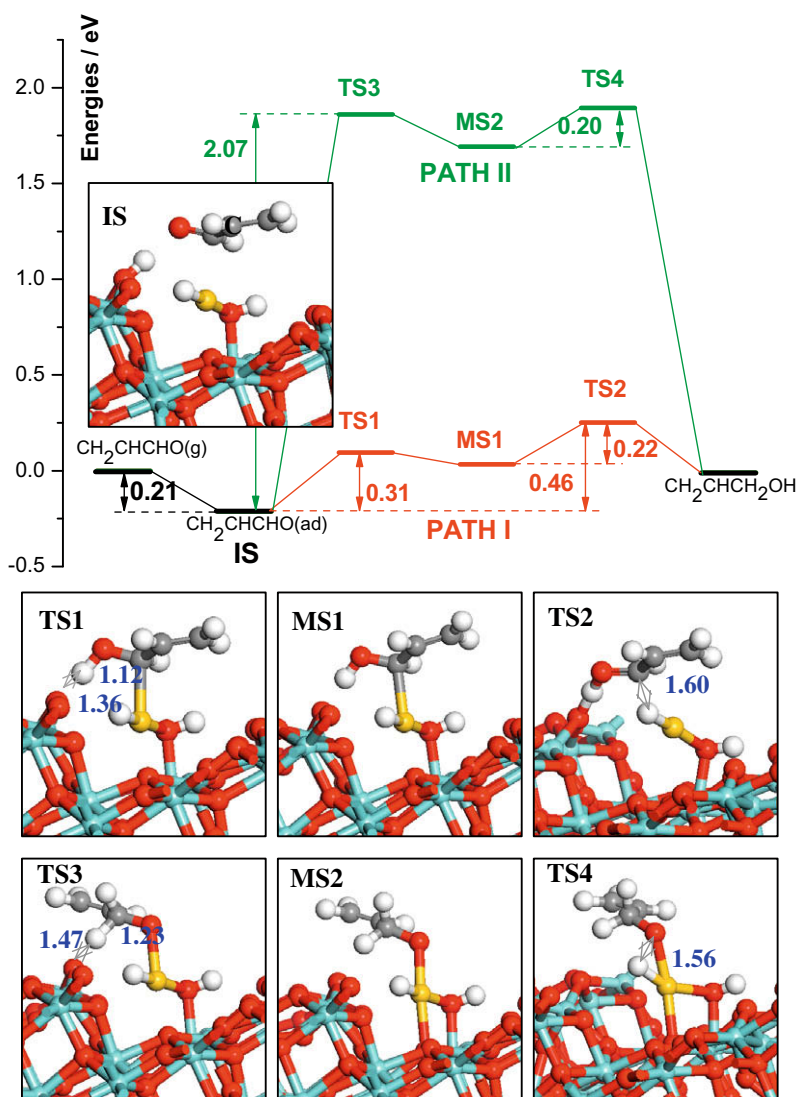 Energies / eV
2.0
1.5
1.0
0.5
0.0
-0.5
TS3
MS2
TS4
2.07
0.20
PATH II
IS
C
CH2CHCHO(g)
0.21
CH2CHCHO(ad)
IS
TS1
MS1
TS2
0.31
0.46
0.22
PATH I
CH2CHCH2OH
TS1
1.12
1.36
MS1
TS2
1.60
TS3
1.47
1.23
MS2
TS4
1.56